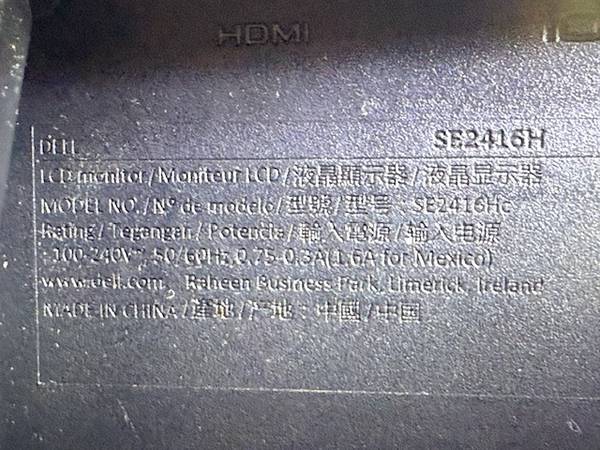 HDMI
DELL SE2416H
LCD monitor/Moniteur LCD/液晶顯示器/液晶显示器
MODEL NO./N° de modelo/型號/型号: SE2416Hc
Rating/Tegangan/Potencia/輸入電源/输入电源
:100-240V~,50/60Hz,0.75-0.3A(1.6A for Mexico)
www.dell.com Raheen Business Park, Limerick, Ireland
MADE IN CHINA/產地/产地:中國/中国